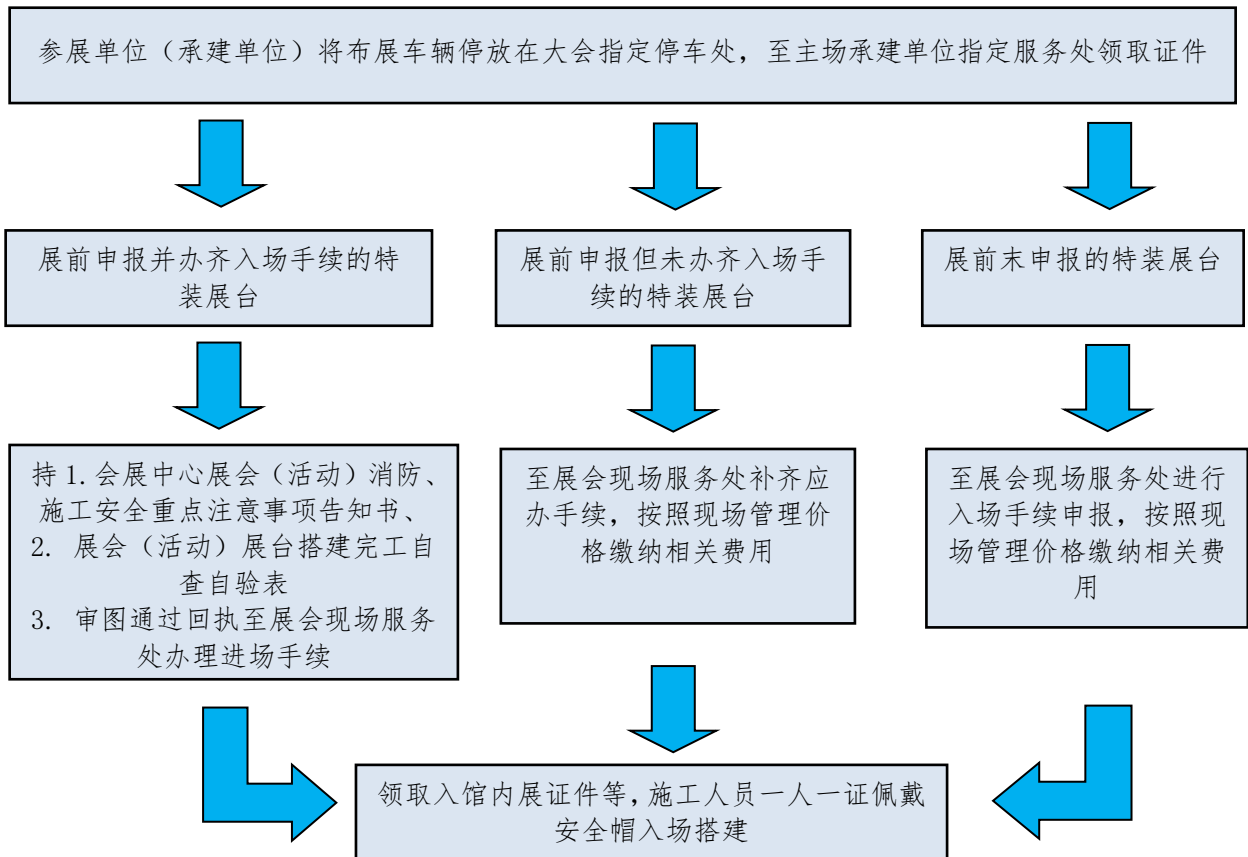 参展单位（承建单位）将布展车辆停放在大会指定停车处，至主场承建单位指定服务处领取证件
展前申报并办齐入场手续的特
装展台
展前申报但未办齐入场手
续的特装展台
展前末申报的特装展台
持 1.会展中心展会（活动）消防、
施工安全重点注意事项告知书、
2. 展会（活动）展台搭建完工自
查自验表
3. 审图通过回执至展会现场服务
处办理进场手续
至展会现场服务处补齐应
办手续，按照现场管理价
格缴纳相关费用
至展会现场服务处进行
入场手续申报，按照现
场管理价格缴纳相关费
用
领取入馆内展证件等，施工人员一人一证佩戴
安全帽入场搭建